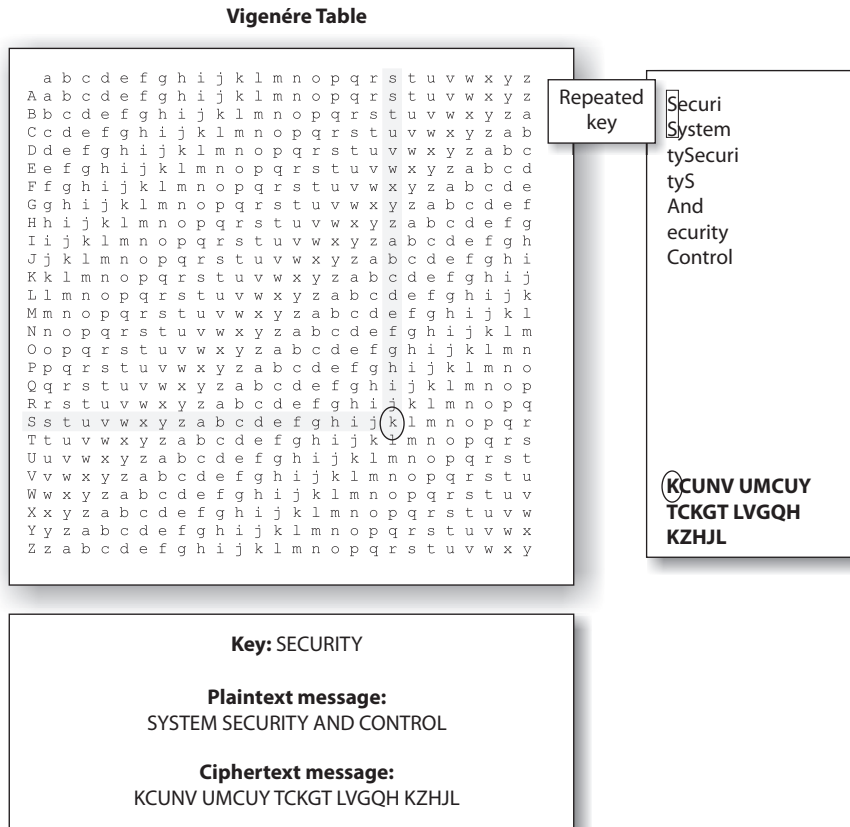 Vigenére Table
a b c d e f g h i j k l m n o p q r s t u v w x y z
A a b c d e f g h i j k l m n o p q r s t u v w x y z
B b c d e f g h i j k l m n o p q r s t u v w x y z a
C c d e f g h i j k l m n o p q r s t u v w x y z a b
D d e f g h i j k l m n o p q r s t u v w x y z a b c
E e f g h i j k l m n o p q r s t u v w x y z a b c d
F f g h i j k l m n o p q r s t u v w x y z a b c d e
G g h i j k l m n o p q r s t u v w x y z a b c d e f
H h i j k l m n o p q r s t u v w x y z a b c d e f g
I i j k l m n o p q r s t u v w x y z a b c d e f g h
J j k l m n o p q r s t u v w x y z a b c d e f g h i
K k l m n o p q r s t u v w x y z a b c d e f g h i j
L l m n o p q r s t u v w x y z a b c d e f g h i j k
M m n o p q r s t u v w x y z a b c d e f g h i j k l
N n o p q r s t u v w x y z a b c d e f g h i j k l m
O o p q r s t u v w x y z a b c d e f g h i j k l m n
P p q r s t u v w x y z a b c d e f g h i j k l m n o
Q q r s t u v w x y z a b c d e f g h i j k l m n o p
R r s t u v w x y z a b c d e f g h i j k l m n o p q
S s t u v w x y z a b c d e f g h i j k l m n o p q r
T t u v w x y z a b c d e f g h i j k l m n o p q r s
U u v w x y z a b c d e f g h i j k l m n o p q r s t
V v w x y z a b c d e f g h i j k l m n o p q r s t u
W w x y z a b c d e f g h i j k l m n o p q r s t u v
X x y z a b c d e f g h i j k l m n o p q r s t u v w
Y y z a b c d e f g h i j k l m n o p q r s t u v w x
Z z a b c d e f g h i j k l m n o p q r s t u v w x y
Repeated
key
Securi
System
tySecuri
tyS
And
ecurity
Control
KCUNV UMCUY
TCKGT LVGQH
KZHJL
Key: SECURITY
Plaintext message:
SYSTEM SECURITY AND CONTROL
Ciphertext message:
KCUNV UMCUY TCKGT LVGQH KZHJL